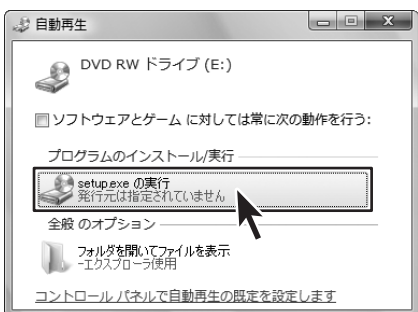 自動再生
DVD RW ドライブ (E:)
ソフトウェアとゲーム に対しては常に次の動作を行う:
プログラムのインストール/実行
setup.exe の実行
発行元は指定されていません
全般 のオプション
フォルダを開いてファイルを表示
-エクスプローラ使用
コントロール パネルで自動再生の既定を設定します